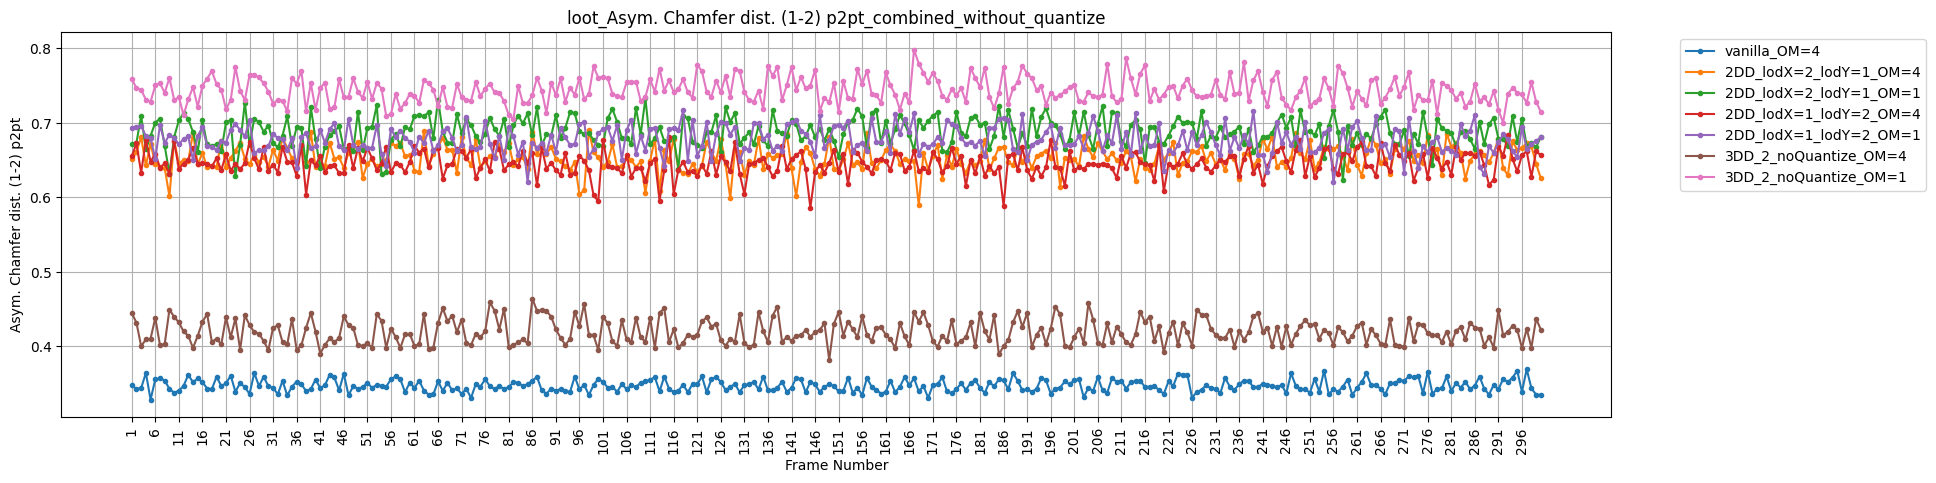 loot_Asym. Chamfer dist. (1-2) p2pt_combined_without_quantize
Asym. Chamfer dist. (1-2) p2pt
0.8
0.7
0.6
0.5
0.4
1 6 11 16 21 26 31 36 41 46 51 56 61 66 71 76 81 86 91 96 101 106 111 116 121 126 131 136 141 146 151 156 161 166 171 176 181 186 191 196 201 206 211 216 221 226 231 236 241 246 251 256 261 266 271 276 281 286 291 296
Frame Number
vanilla_OM=4
2DD_lodX=2_lodY=1_OM=4
2DD_lodX=2_lodY=1_OM=1
2DD_lodX=1_lodY=2_OM=4
2DD_lodX=1_lodY=2_OM=1
3DD_2_noQuantize_OM=4
3DD_2_noQuantize_OM=1